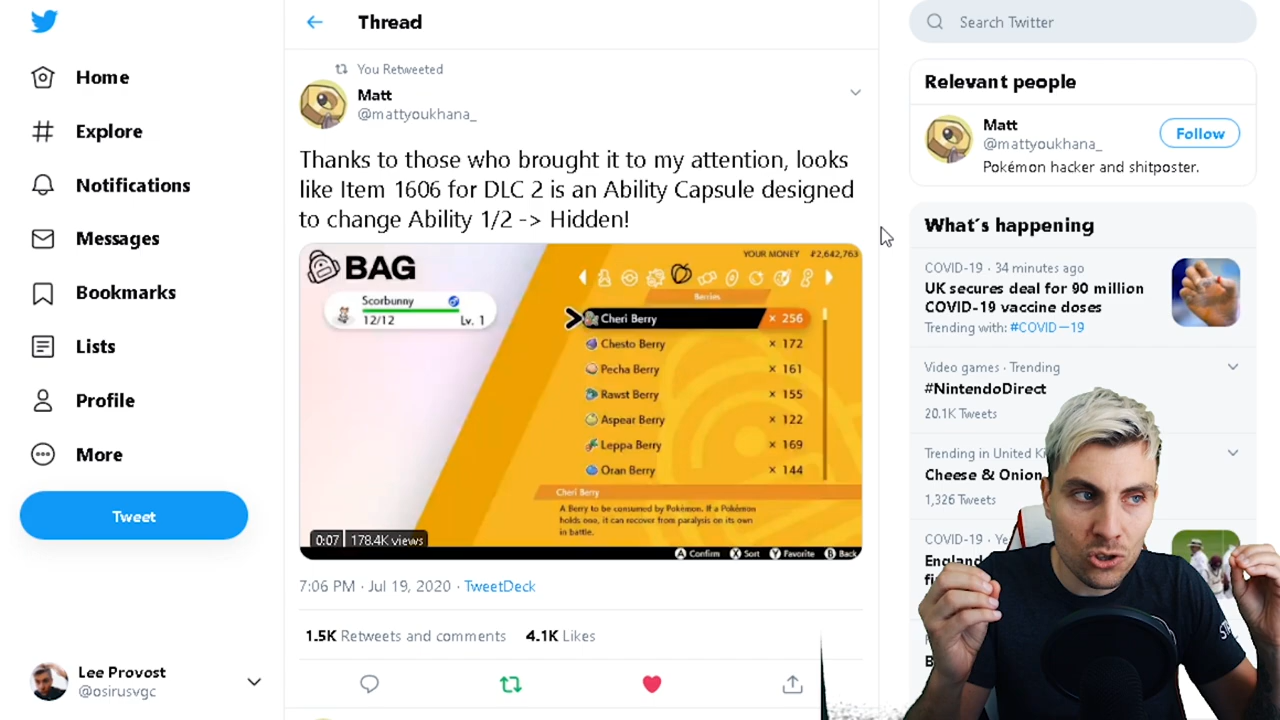 Home
Explore
Notifications
Messages
Bookmarks
Lists
Profile
More
Tweet
Lee Provost
@osirusvgc
Thread
You Retweeted
Matt
@mattyoukhana_
Thanks to those who brought it to my attention, looks
like Item 1606 for DLC 2 is an Ability Capsule designed
to change Ability 1/2 -> Hidden!
BAG
YOUR MONEY ₽2,642,763
Scorbunny
12/12 Lv. 1
Berries
Cheri Berry × 256
Chesto Berry × 172
Pecha Berry × 161
Rawst Berry × 155
Aspear Berry × 122
Leppa Berry × 169
Oran Berry × 144
Cheri Berry
A Berry to be consumed by Pokémon. If a Pokémon
holds one, it can recover from paralysis on its own
in battle.
0:07 178.4K views
A Confirm X Sort Y Favorite B Back
7:06 PM · Jul 19, 2020 · TweetDeck
1.5K Retweets and comments 4.1K Likes
Search Twitter
Relevant people
Matt
@mattyoukhana_
Follow
Pokémon hacker and shitposter.
What's happening
COVID-19 · 34 minutes ago
UK secures deal for 90 million
COVID-19 vaccine doses
Trending with: #COVID—19
Video games · Trending
#NintendoDirect
20.1K Tweets
Trending in United
Cheese & Onion
1,326 Tweets
COVID-19
England